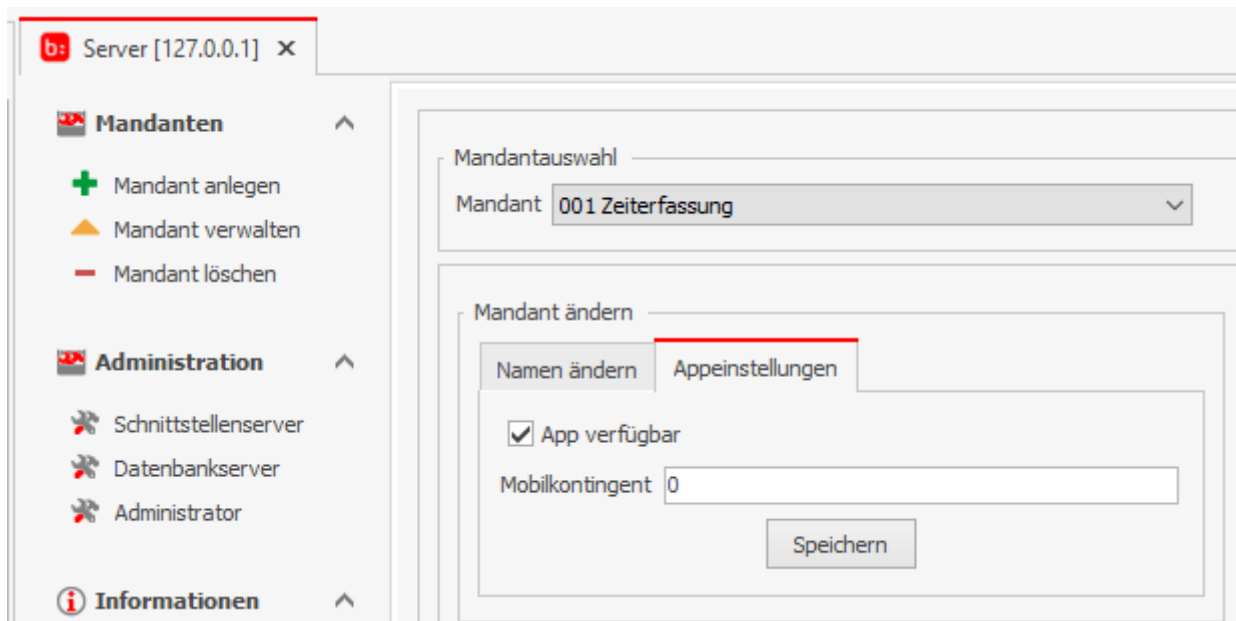 b: Server [127.0.0.1] ×
Mandanten
Mandant anlegen
Mandant verwalten
Mandant löschen
Administration
Schnittstellenserver
Datenbankserver
Administrator
Informationen
Mandantauswahl
Mandant 001 Zeiterfassung
Mandant ändern
Namen ändern Appeinstellungen
App verfügbar
Mobilkontingent 0
Speichern